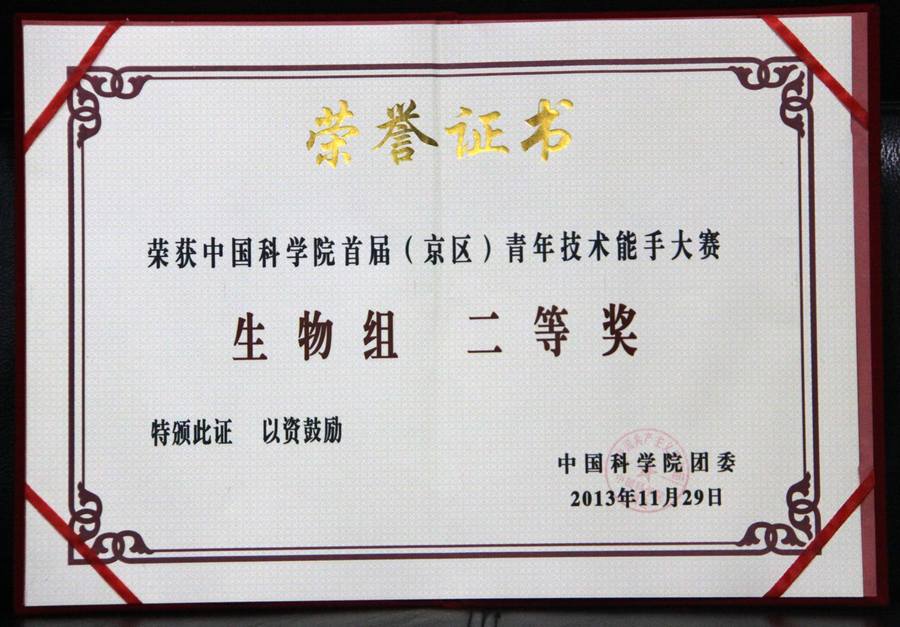 荣誉证书
荣获中国科学院首届（京区）青年技术能手大赛
生物组 二等奖
特颁此证 以资鼓励
中国科学院团委
2013年11月29日